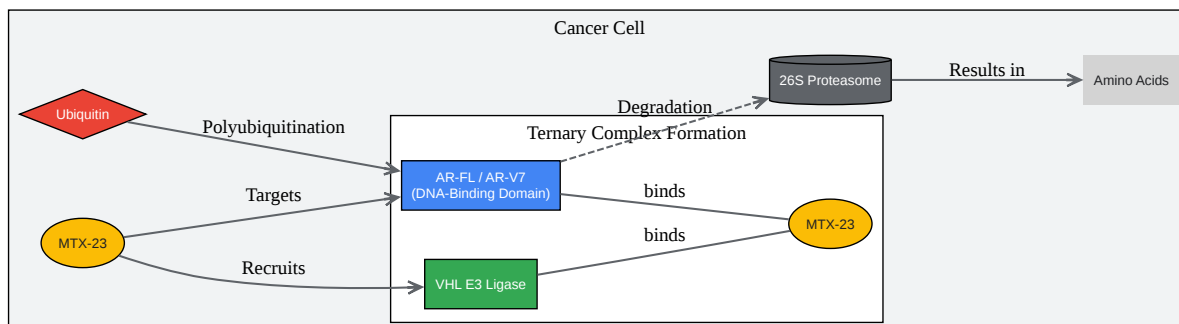 Cancer Cell
26S Proteasome
Results in
Amino Acids
Ubiquitin
Degradation
Polyubiquitination
Ternary Complex Formation
AR-FL / AR-V7
(DNA-Binding Domain)
Targets
binds
MTX-23
MTX-23
binds
Recruits
VHL E3 Ligase